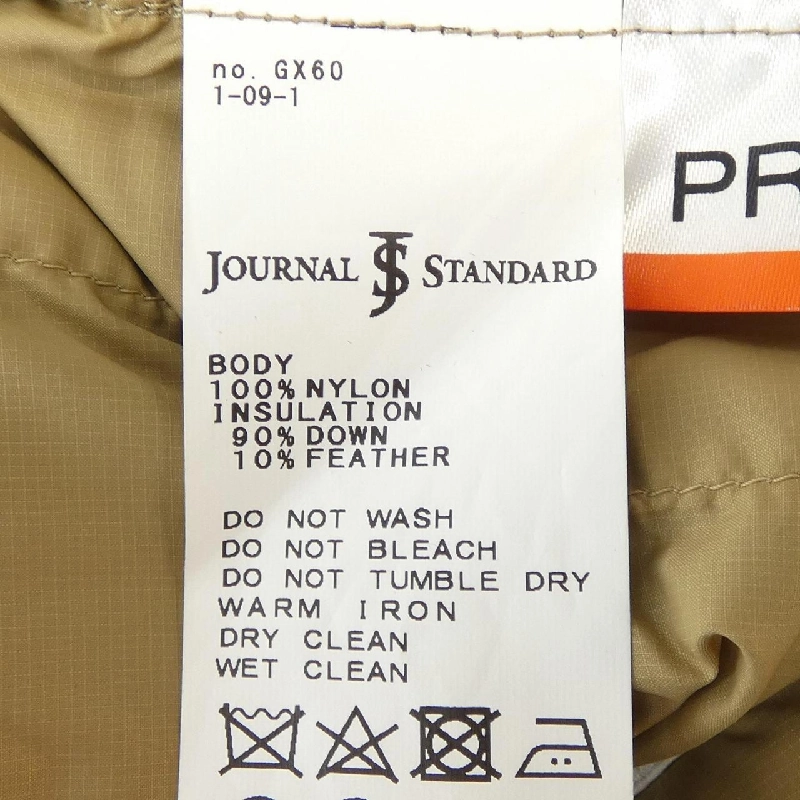 no. GX60
1-09-1
JOURNAL JS STANDARD
BODY
100% NYLON
INSULATION
90% DOWN
10% FEATHER
DO NOT WASH
DO NOT BLEACH
DO NOT TUMBLE DRY
WARM IRON
DRY CLEAN
WET CLEAN
PR